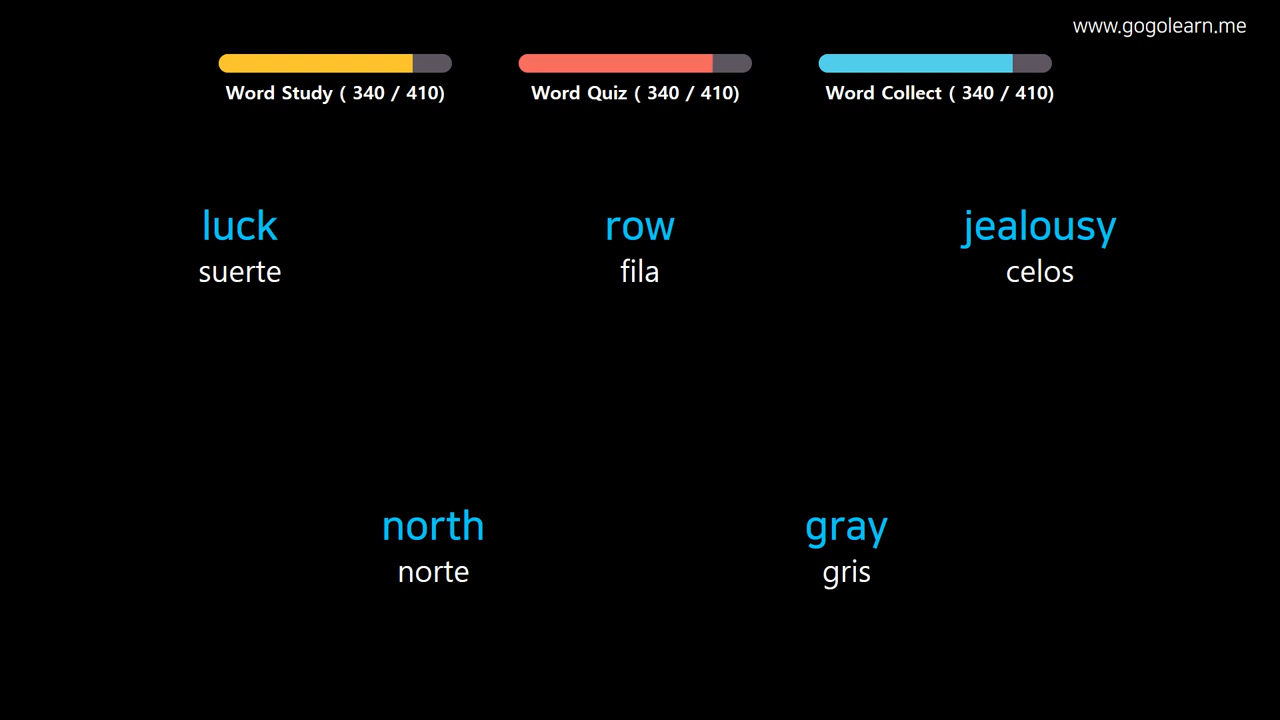 www.gogolearn.me
Word Study ( 340 / 410)
Word Quiz ( 340 / 410)
Word Collect ( 340 / 410)
luck
suerte
row
fila
jealousy
celos
north
norte
gray
gris